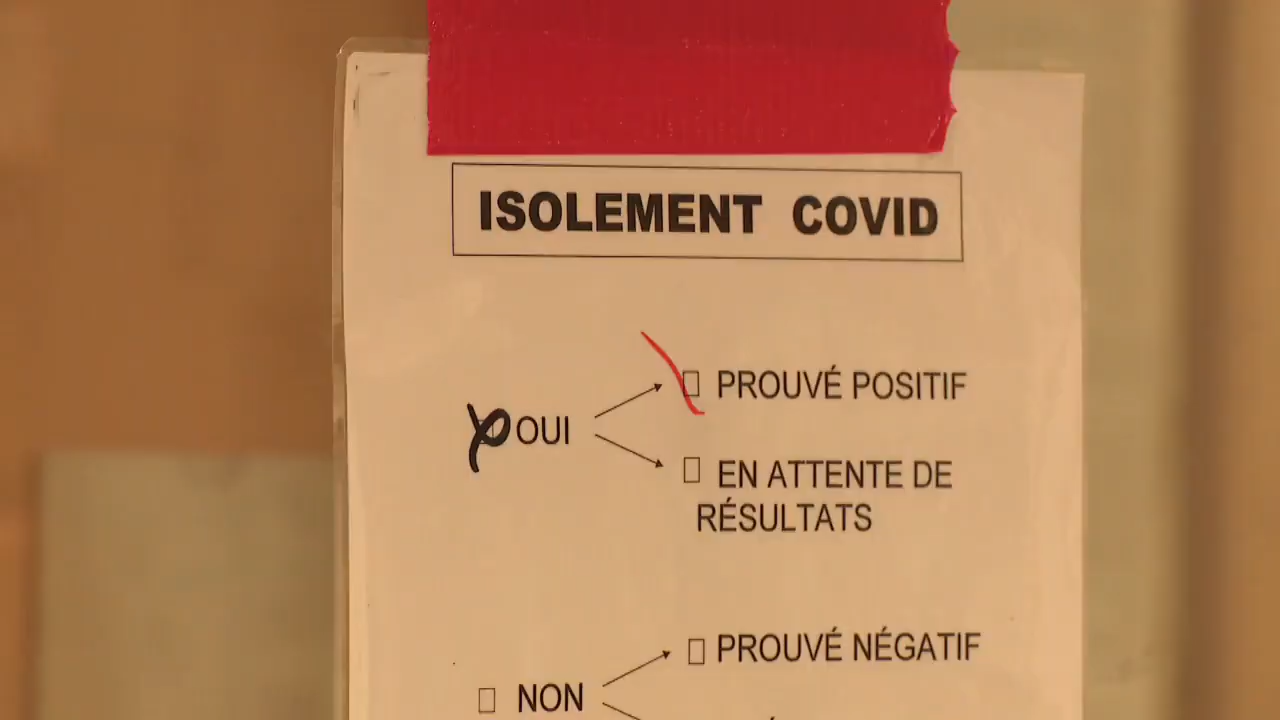 ISOLEMENT COVID
PROUVÉ POSITIF
OUI
EN ATTENTE DE
RÉSULTATS
PROUVÉ NÉGATIF
NON